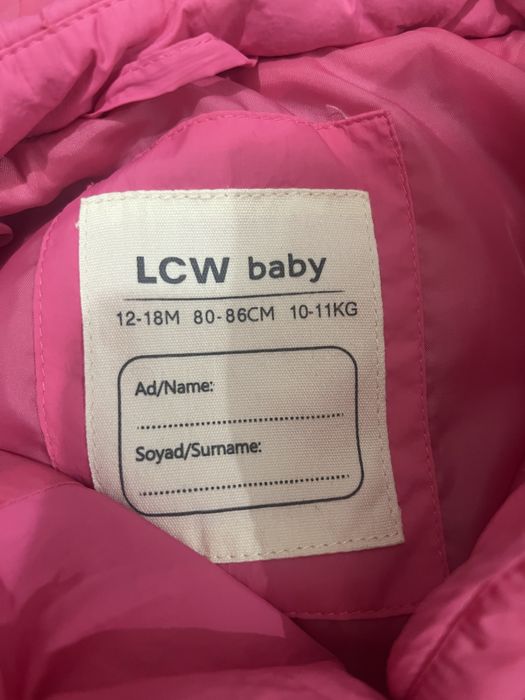 LCW baby
12-18M 80-86CM 10-11KG
Ad/Name:
Soyad/Surname: